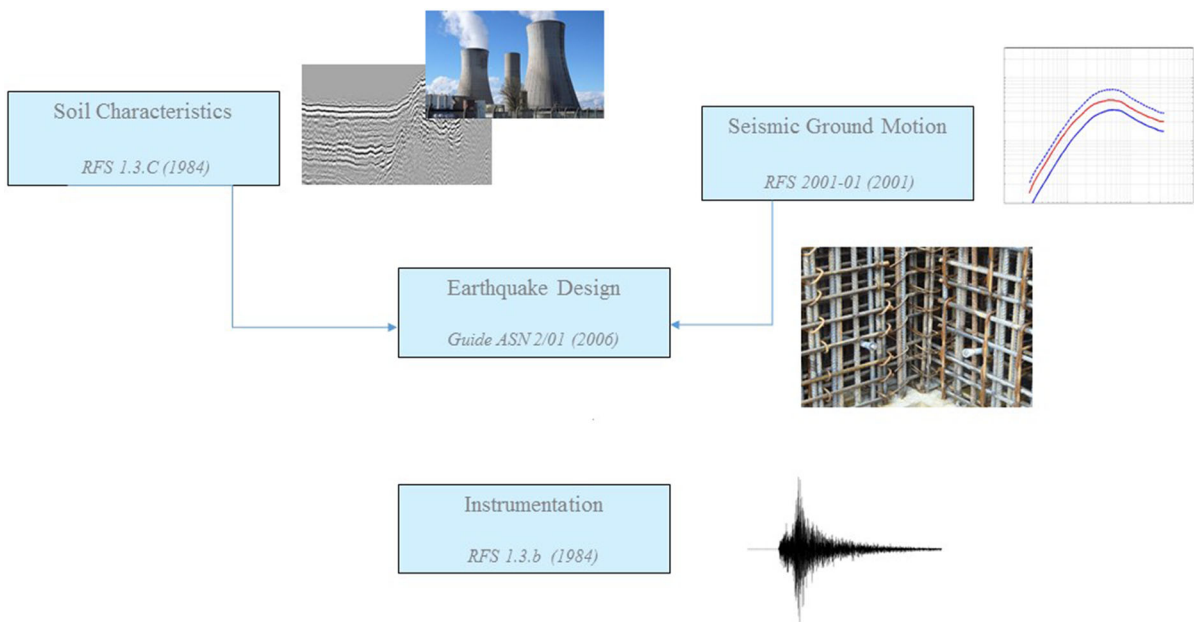 Soil Characteristics
RFS 1.3.C (1984)
Seismic Ground Motion
RFS 2001-01 (2001)
Earthquake Design
Guide ASN 2/01 (2006)
Instrumentation
RFS 1.3.b (1984)